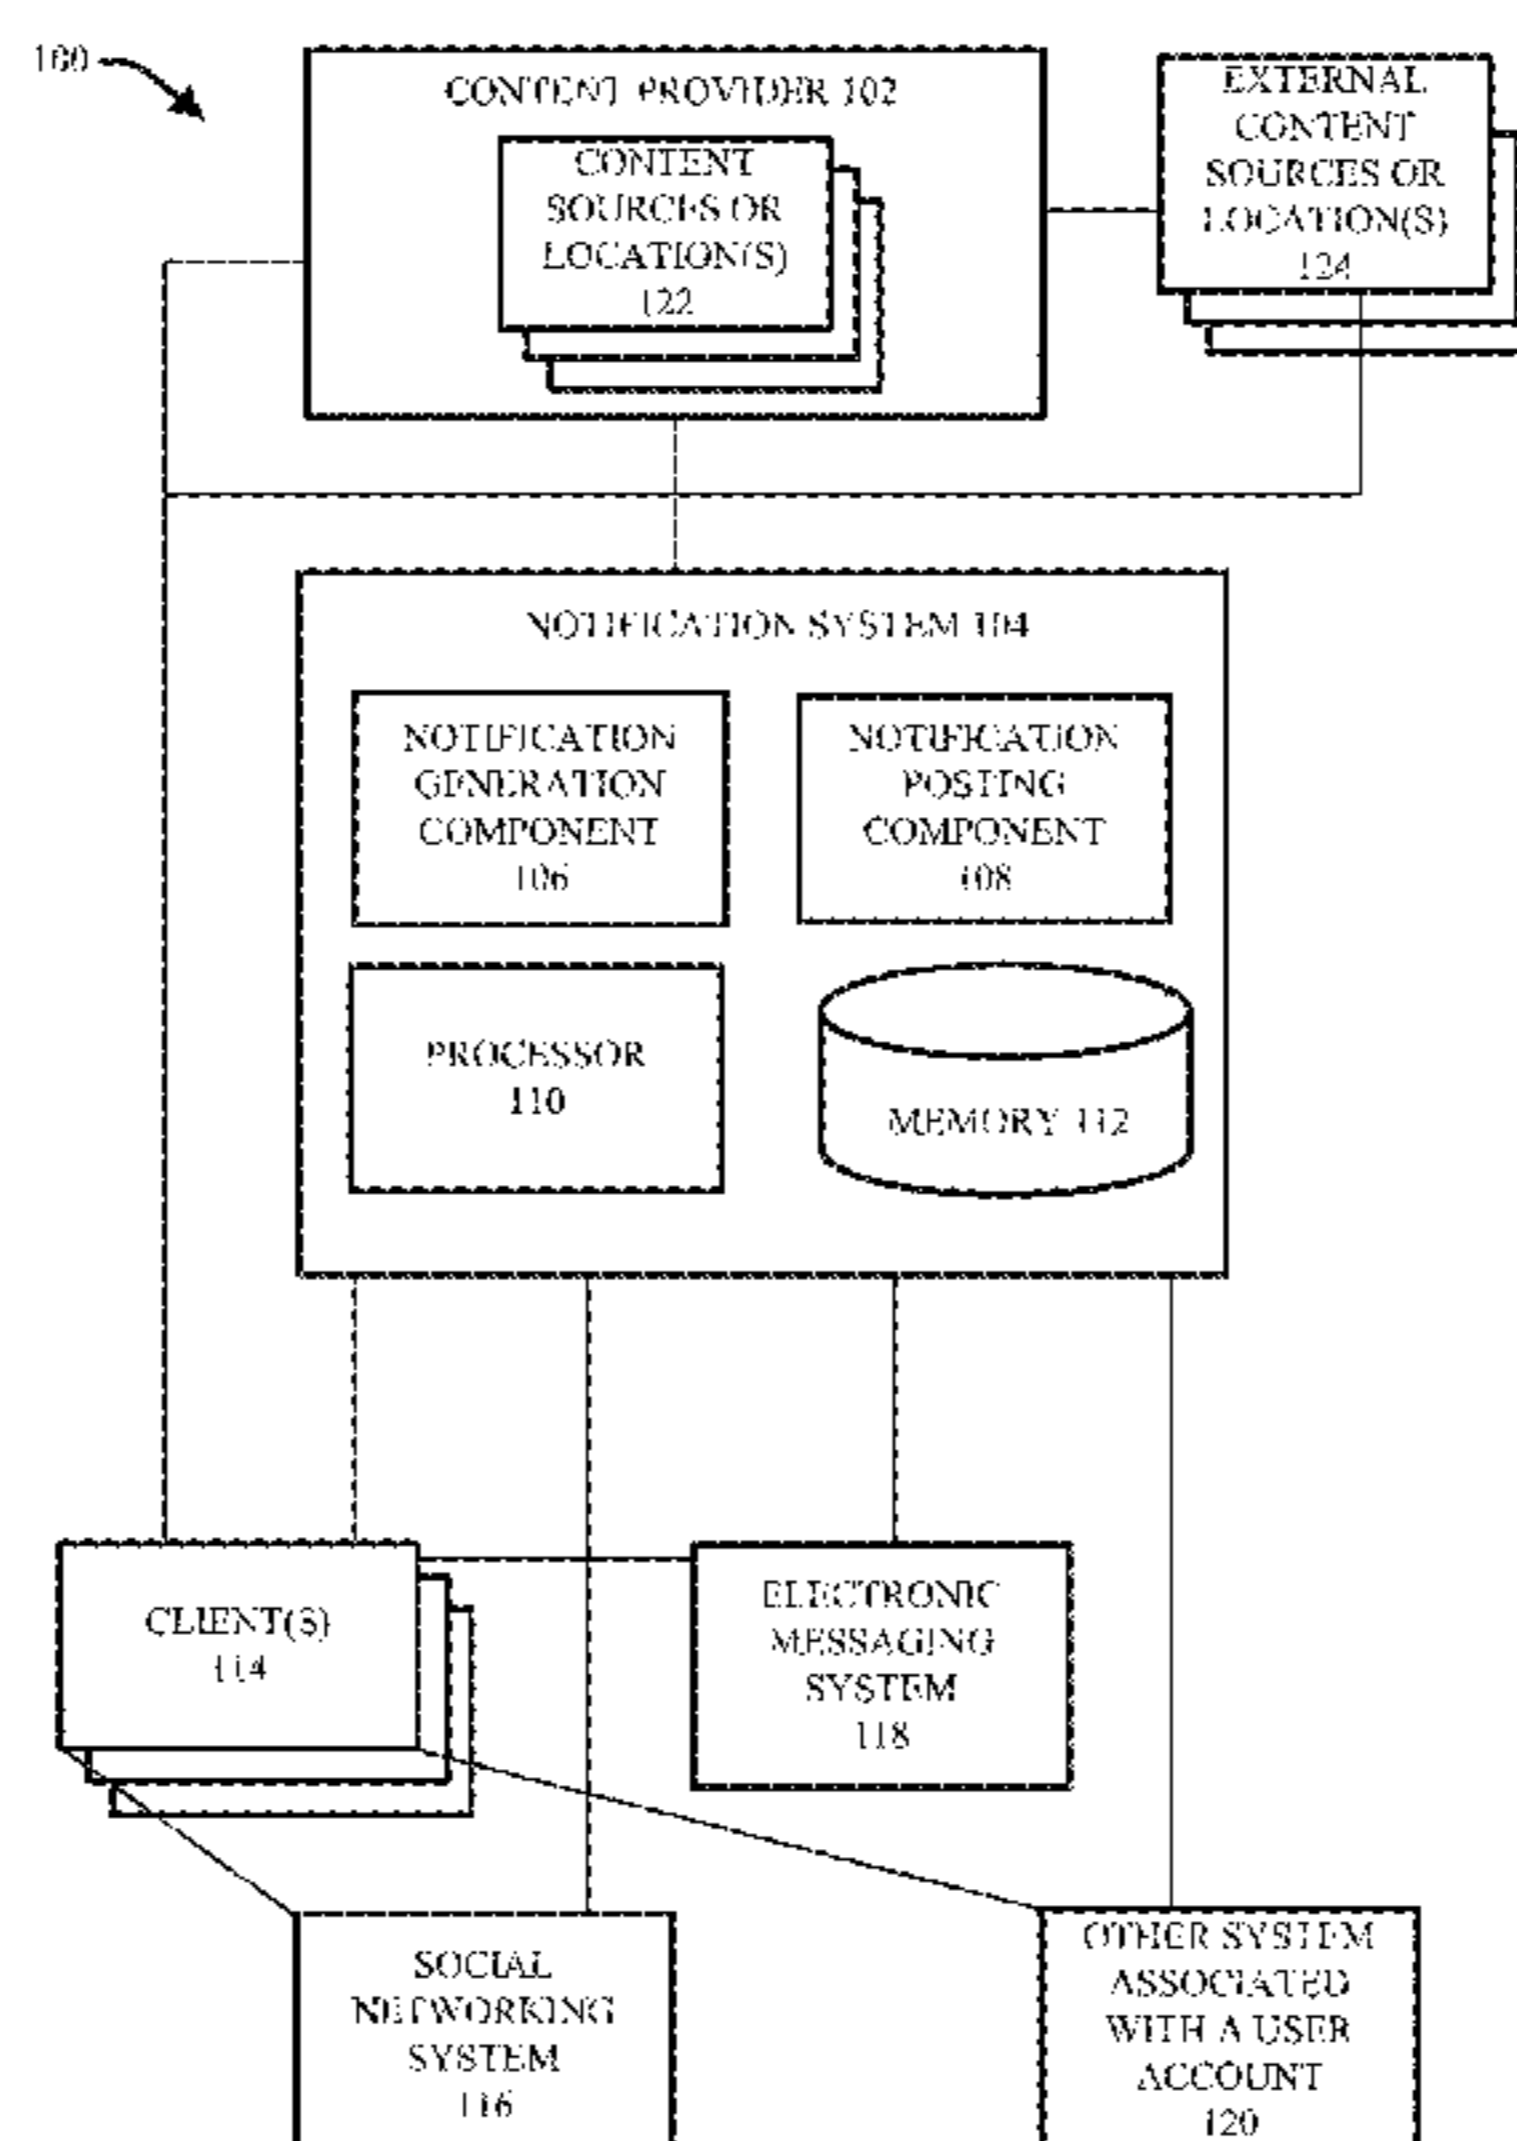 100
CONTENT PROVIDER 102
CONTENT
SOURCES OR
LOCATION(S)
122
EXTERNAL
CONTENT
SOURCES OR
LOCATION(S)
124
NOTIFICATION SYSTEM 104
NOTIFICATION
GENERATION
COMPONENT
106
NOTIFICATION
POSTING
COMPONENT
108
PROCESSOR
110
MEMORY 112
CLIENT(S)
114
ELECTRONIC
MESSAGING
SYSTEM
118
SOCIAL
NETWORKING
SYSTEM
116
OTHER SYSTEM
ASSOCIATED
WITH A USER
ACCOUNT
120